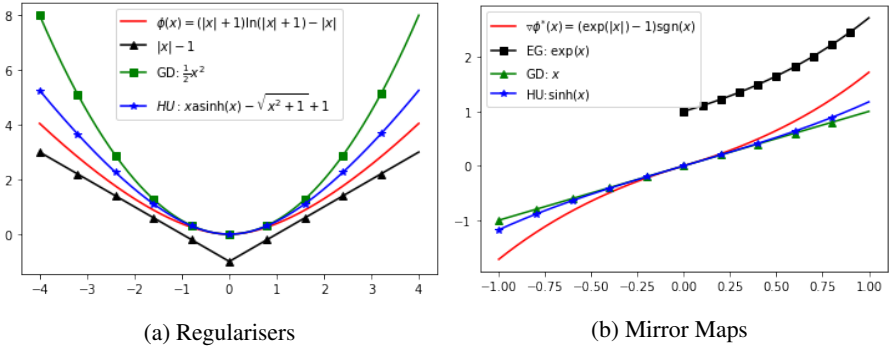 ϕ(x)=(|x|+1)ln(|x|+1)−|x|
|x|−1
GD: ½x²
HU: xasinh(x)−√(x²+1)+1
8
6
4
2
0
−4 −3 −2 −1 0 1 2 3 4
(a) Regularisers
▿ϕ*(x)=(exp(|x|)−1)sgn(x)
EG: exp(x)
GD: x
HU:sinh(x)
2
1
0
−1
−1.00 −0.75 −0.50 −0.25 0.00 0.25 0.50 0.75 1.00
(b) Mirror Maps